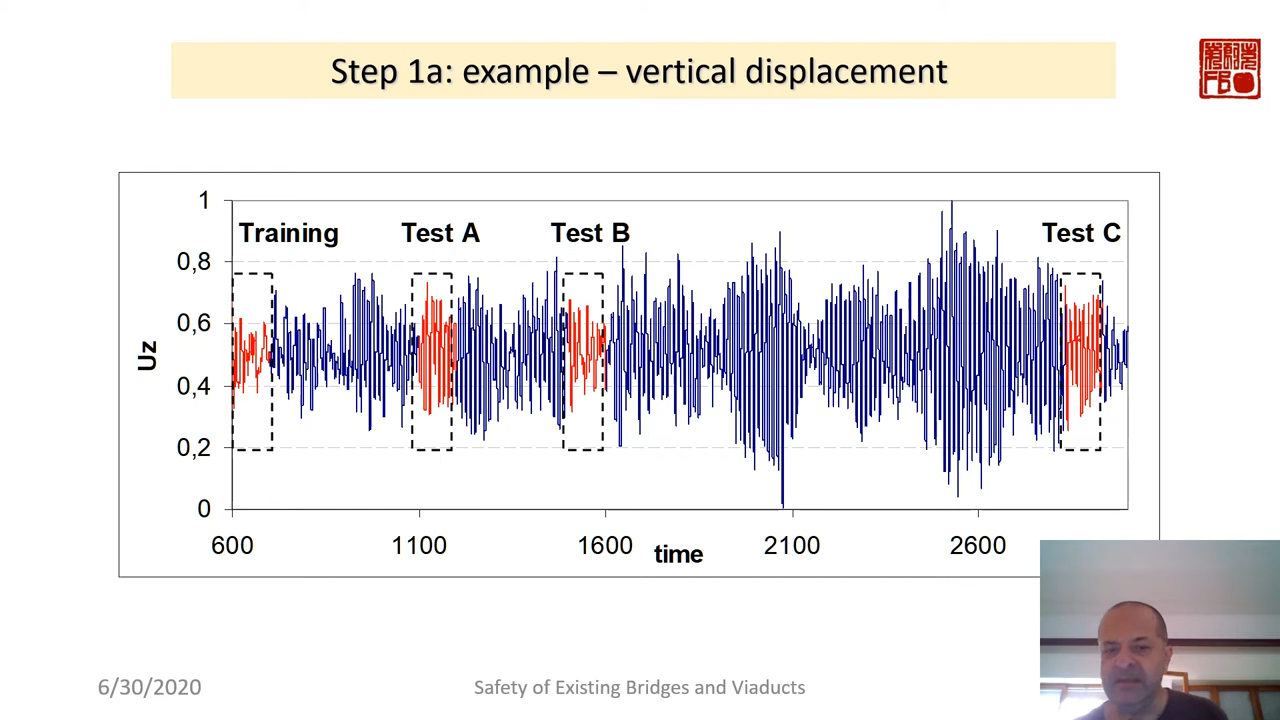 Step 1a: example – vertical displacement
Training
Test A
Test B
Test C
1
0,8
0,6
0,4
0,2
0
Uz
600
1100
1600
2100
2600
time
6/30/2020
Safety of Existing Bridges and Viaducts